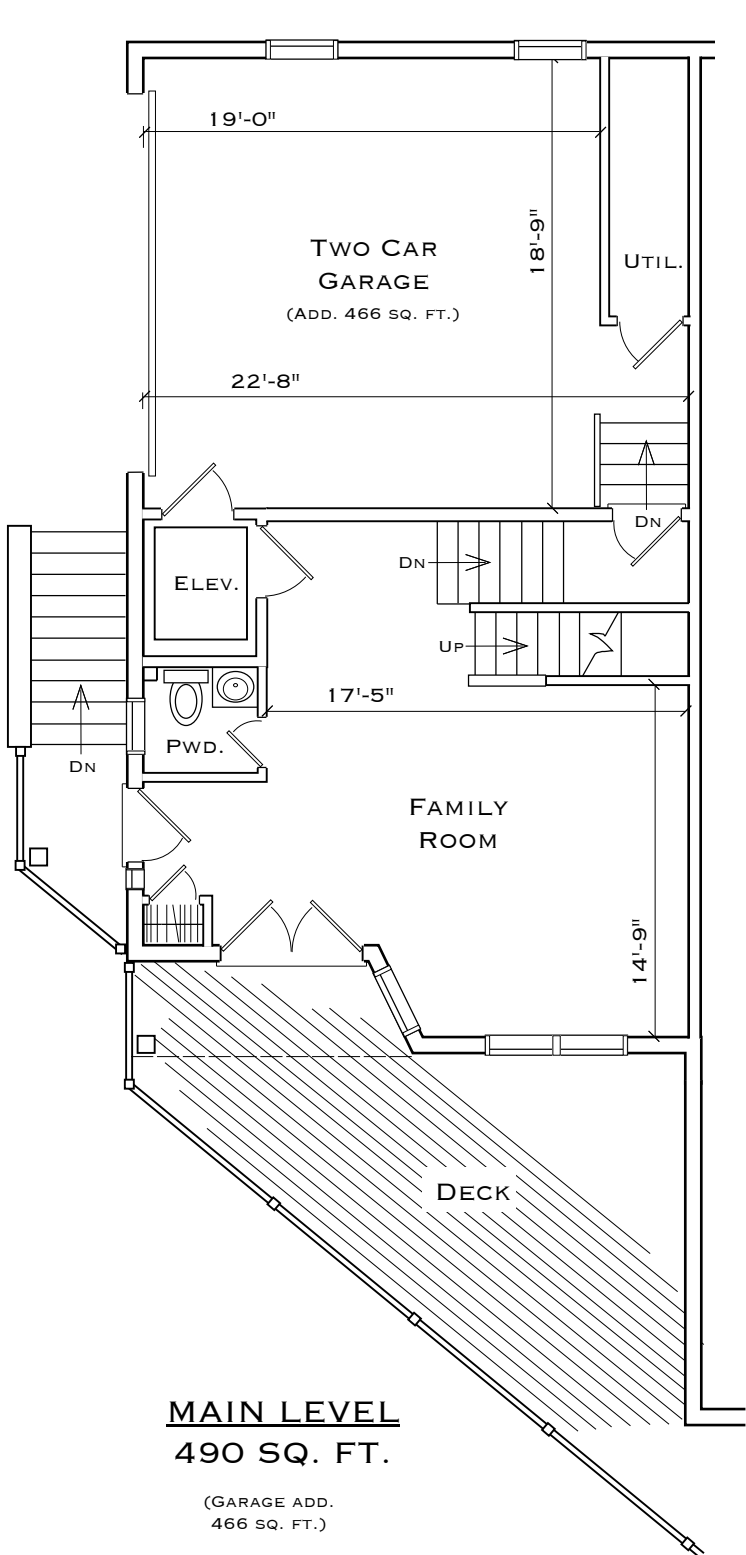 19'-0"
18'-9"
TWO CAR
GARAGE
(ADD. 466 SQ. FT.)
UTIL.
22'-8"
DN
DN
ELEV.
UP
17'-5"
PWD.
DN
FAMILY
ROOM
14'-9"
DECK
MAIN LEVEL
490 SQ. FT.
(GARAGE ADD.
466 SQ. FT.)